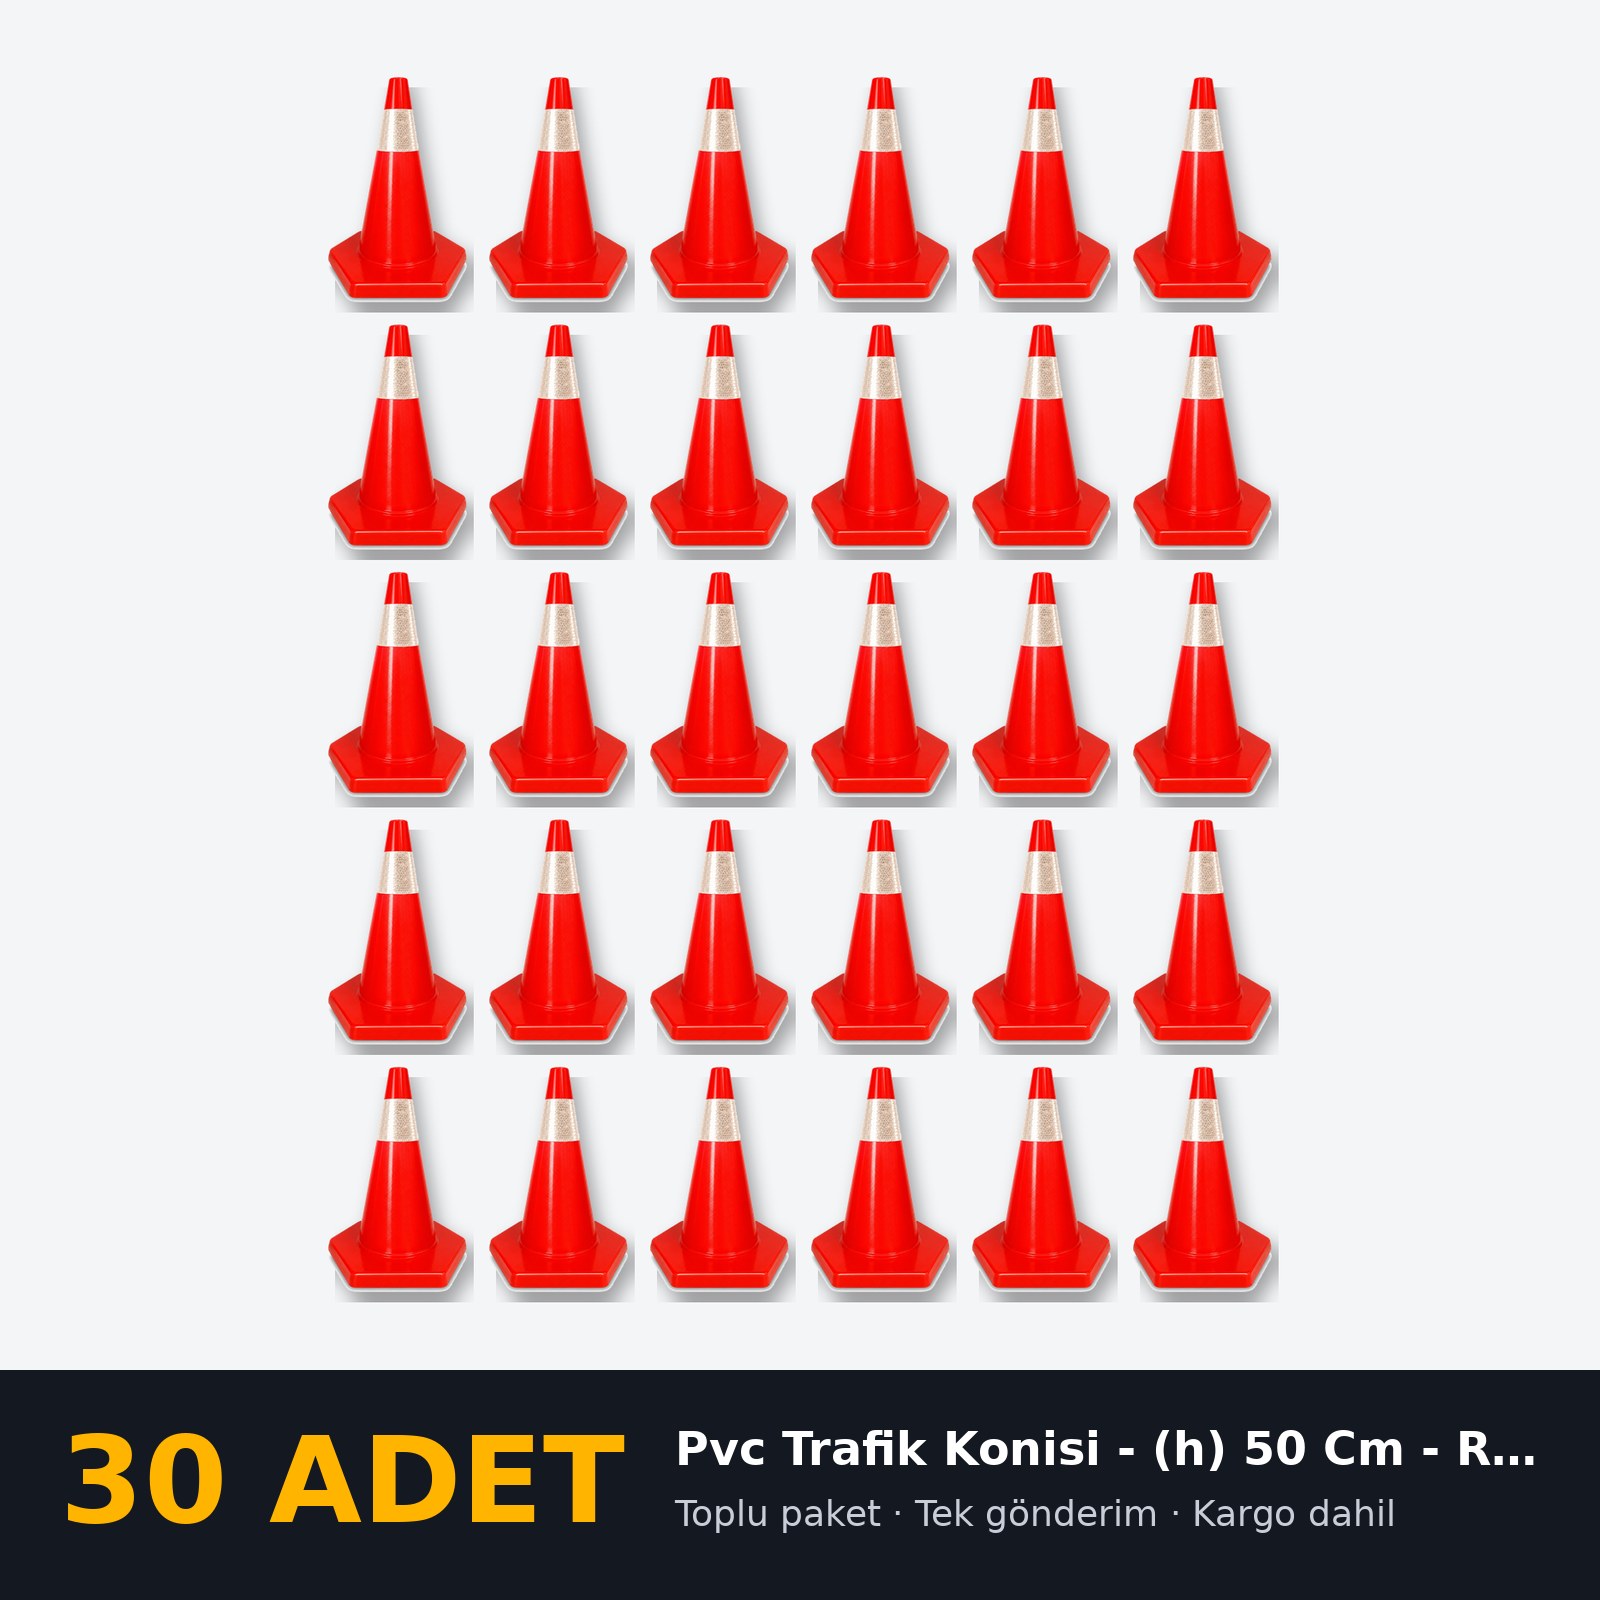 30 ADET
Pvc Trafik Konisi - (h) 50 Cm - R...
Toplu paket · Tek gönderim · Kargo dahil